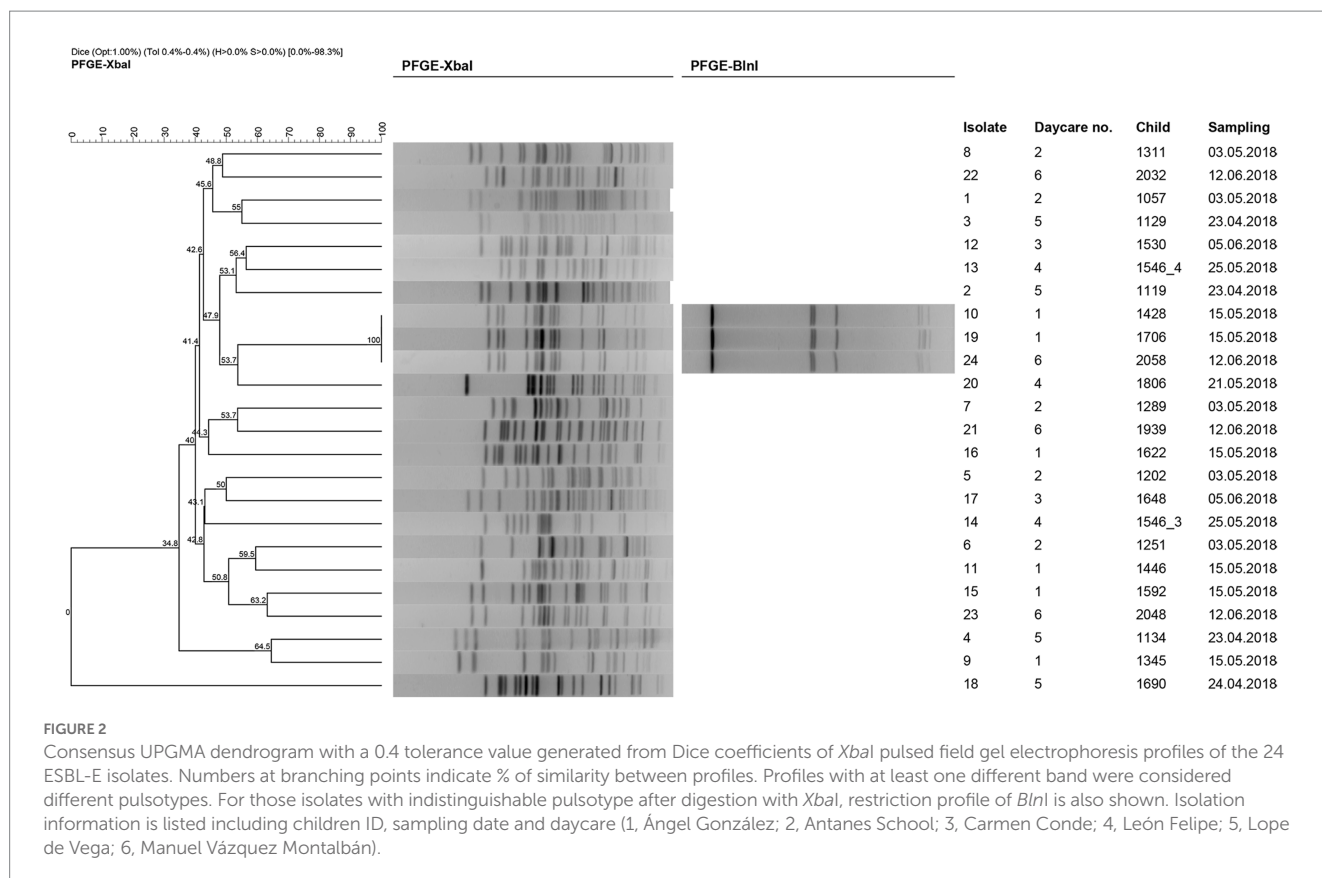 Dice (Opt:1.00%) (Tol 0.4%-0.4%) (H>0.0% S>0.0%) [0.0%-98.3%]
PFGE-XbaI
PFGE-XbaI
PFGE-BlnI
0 10 20 30 40 50 60 70 80 90 100
Isolate Daycare no. Child Sampling
8 2 1311 03.05.2018
22 6 2032 12.06.2018
1 2 1057 03.05.2018
3 5 1129 23.04.2018
12 3 1530 05.06.2018
13 4 1546_4 25.05.2018
2 5 1119 23.04.2018
10 1 1428 15.05.2018
19 1 1706 15.05.2018
24 6 2058 12.06.2018
20 4 1806 21.05.2018
7 2 1289 03.05.2018
21 6 1939 12.06.2018
16 1 1622 15.05.2018
5 2 1202 03.05.2018
17 3 1648 05.06.2018
14 4 1546_3 25.05.2018
6 2 1251 03.05.2018
11 1 1446 15.05.2018
15 1 1592 15.05.2018
23 6 2048 12.06.2018
4 5 1134 23.04.2018
9 1 1345 15.05.2018
18 5 1690 24.04.2018
48.8
45.6
55
42.6
56.4
53.1
47.9
41.4
100
53.7
53.7
44.3
40
50
43.1
42.8
34.8
59.5
50.8
63.2
0
64.5
FIGURE 2
Consensus UPGMA dendrogram with a 0.4 tolerance value generated from Dice coefficients of XbaI pulsed field gel electrophoresis profiles of the 24
ESBL-E isolates. Numbers at branching points indicate % of similarity between profiles. Profiles with at least one different band were considered
different pulsotypes. For those isolates with indistinguishable pulsotype after digestion with XbaI, restriction profile of BlnI is also shown. Isolation
information is listed including children ID, sampling date and daycare (1, Ángel González; 2, Antanes School; 3, Carmen Conde; 4, León Felipe; 5, Lope
de Vega; 6, Manuel Vázquez Montalbán).